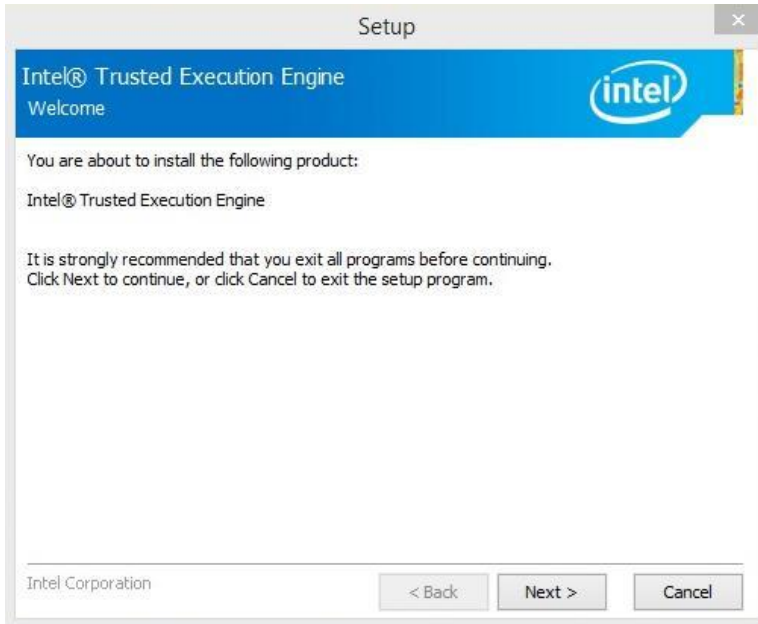 Setup
Intel® Trusted Execution Engine
Welcome
intel
You are about to install the following product:
Intel® Trusted Execution Engine
It is strongly recommended that you exit all programs before continuing.
Click Next to continue, or click Cancel to exit the setup program.
Intel Corporation
< Back Next > Cancel